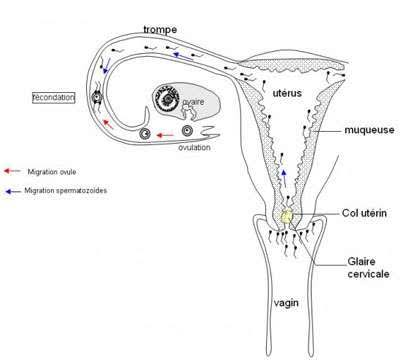 trompe
utérus
fécondation
ovaire
ovulation
muqueuse
Migration ovule
Migration spermatozoïdes
Col utérin
Glaire
cervicale
vagin